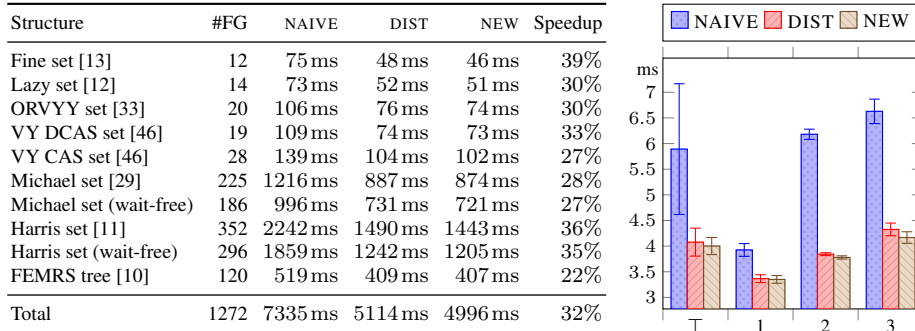 Structure #FG NAIVE DIST NEW Speedup
Fine set [13] 12 75 ms 48 ms 46 ms 39%
Lazy set [12] 14 73 ms 52 ms 51 ms 30%
ORVYY set [33] 20 106 ms 76 ms 74 ms 30%
VY DCAS set [46] 19 109 ms 74 ms 73 ms 33%
VY CAS set [46] 28 139 ms 104 ms 102 ms 27%
Michael set [29] 225 1216 ms 887 ms 874 ms 28%
Michael set (wait-free) 186 996 ms 731 ms 721 ms 27%
Harris set [11] 352 2242 ms 1490 ms 1443 ms 36%
Harris set (wait-free) 296 1859 ms 1242 ms 1205 ms 35%
FEMRS tree [10] 120 519 ms 409 ms 407 ms 22%
Total 1272 7335 ms 5114 ms 4996 ms 32%
NAIVE DIST NEW
ms
7
6.5
6
5.5
5
4.5
4
3.5
3
⊤ 1 2 3